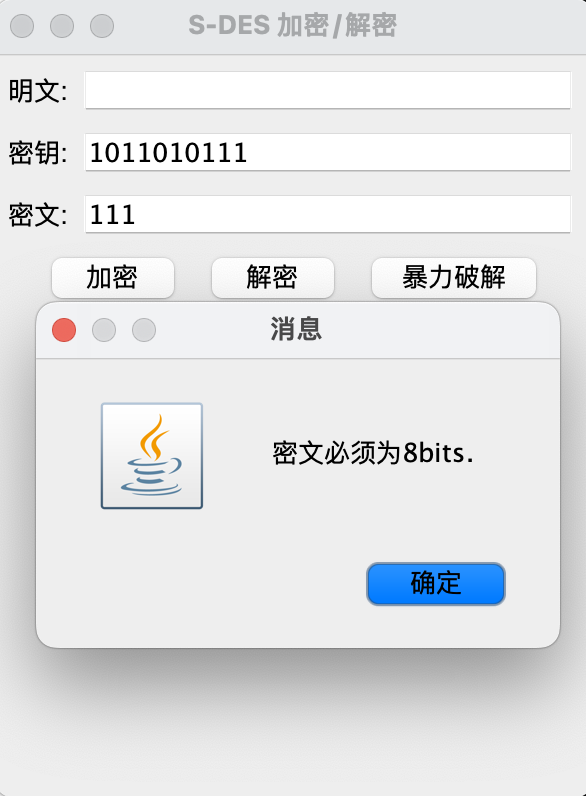 S-DES 加密/解密
明文:
密钥: 1011010111
密文: 111
加密 解密 暴力破解
消息
密文必须为8bits.
确定